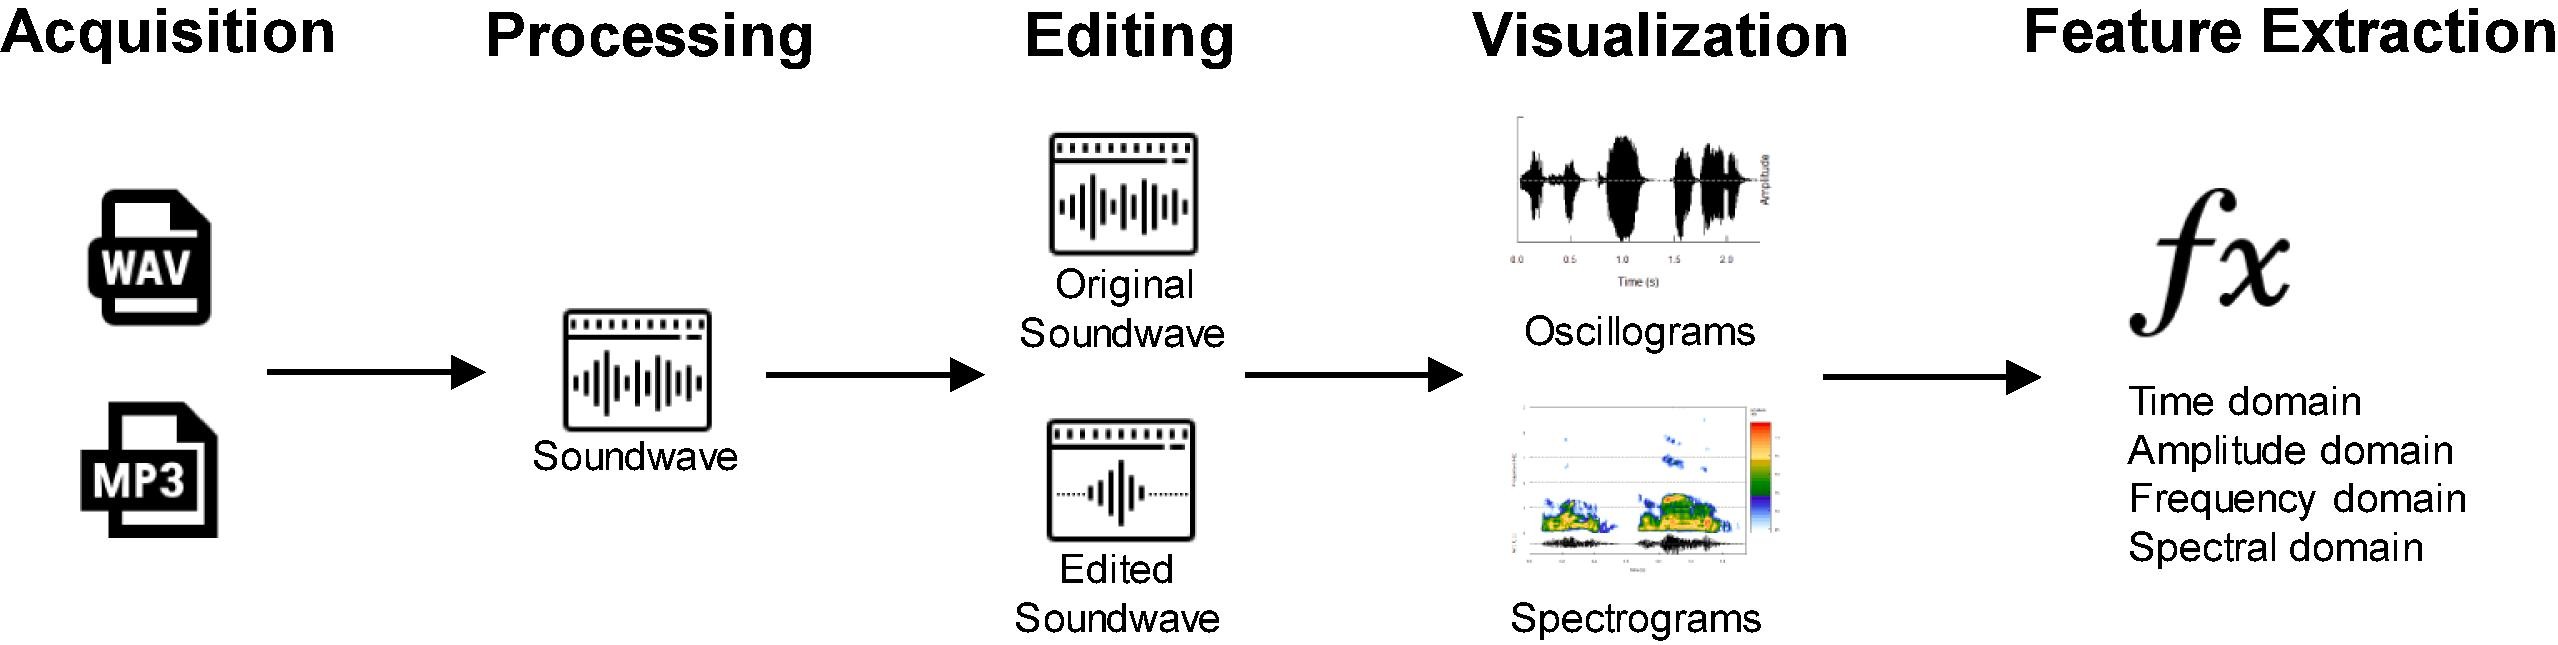 Acquisition
Processing
Editing
Visualization
Feature Extraction
WAV
MP3
Soundwave
Original
Soundwave
Edited
Soundwave
Amplitude
0.0 0.5 1.0 1.5 2.0
Time (s)
Oscillograms
Spectrograms
Time domain
Amplitude domain
Frequency domain
Spectral domain